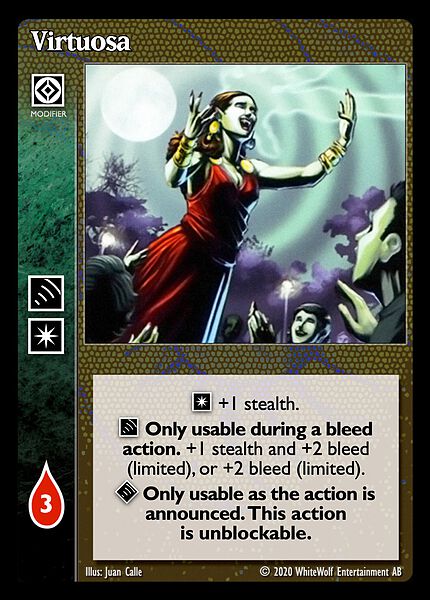 Virtuosa
MODIFIER
+1 stealth.
Only usable during a bleed
action. +1 stealth and +2 bleed
(limited), or +2 bleed (limited).
Only usable as the action is
announced. This action
is unblockable.
3
Illus: Juan Calle
© 2020 WhiteWolf Entertainment AB